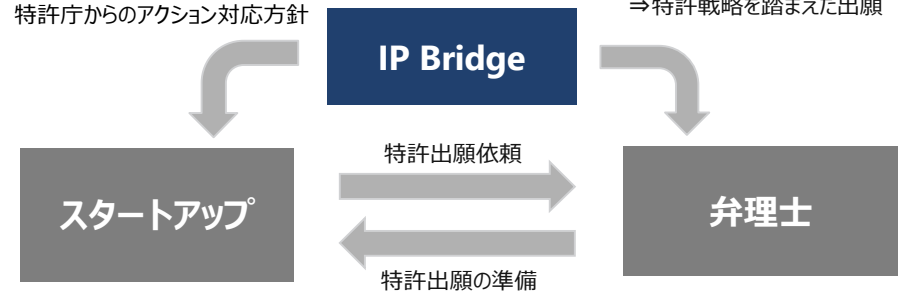 特許庁からのアクション対応方針
⇒特許戦略を踏まえた出願
IP Bridge
特許出願依頼
スタートアップ
弁理士
特許出願の準備